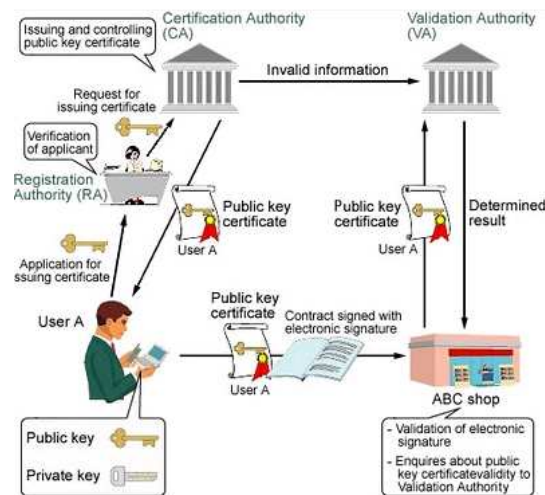 Issuing and controlling
public key certificate
Certification Authority
(CA)
Validation Authority
(VA)
Invalid information
Request for
issuing certificate
Verification
of applicant
Registration
Authority (RA)
Public key
certificate
User A
Public key
certificate
User A
Determined
result
Application for
issuing certificate
User A
Public key
certificate
User A
Contract signed with
electronic signature
ABC shop
Public key
Private key
- Validation of electronic
signature
- Enquires about public
key certificatevalidity to
Validation Authority